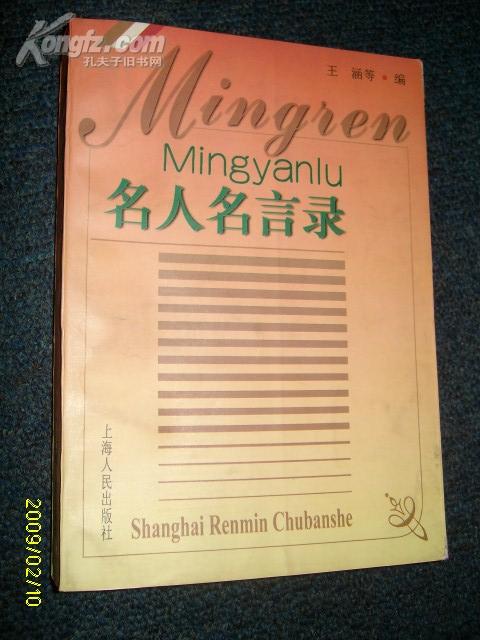 Kongfz.com
孔夫子旧书网
王 涵等·编
Mingren
Mingyanlu
名人名言录
上海人民出版社
Shanghai Renmin Chubanshe
2009/02/10